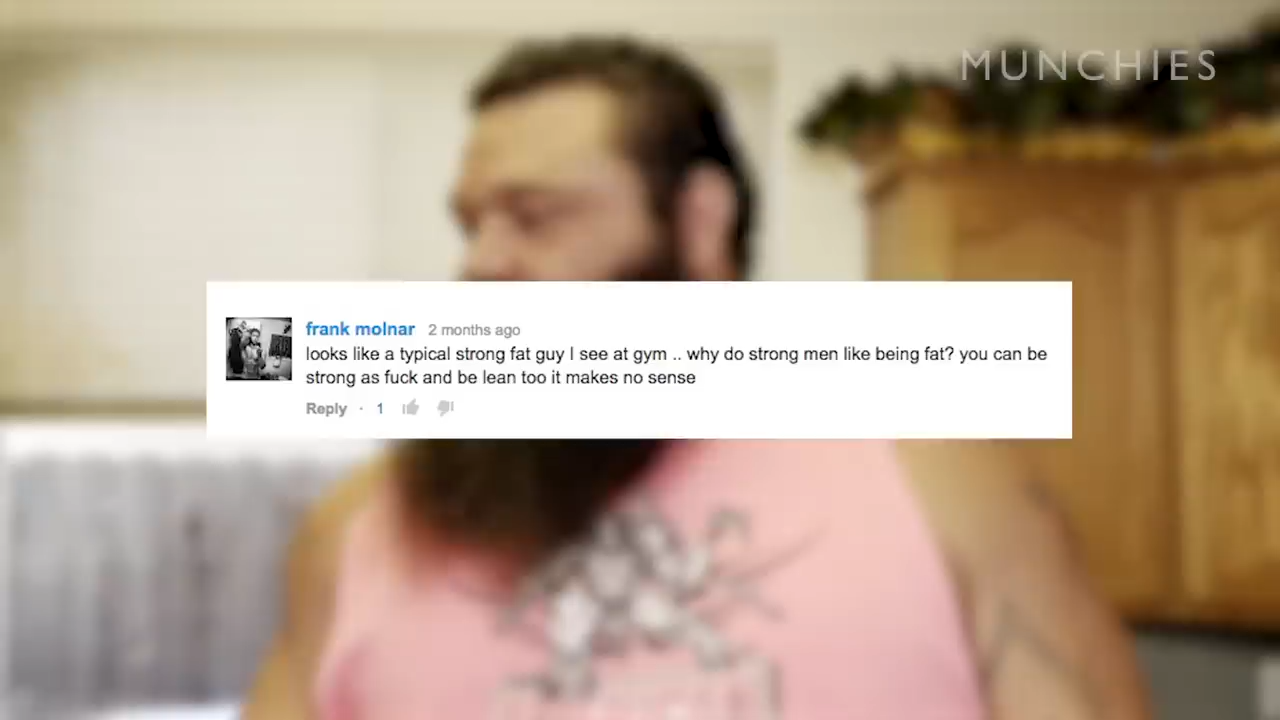 MUNCHIES
frank molnar 2 months ago
looks like a typical strong fat guy I see at gym .. why do strong men like being fat? you can be
strong as fuck and be lean too it makes no sense
Reply · 1